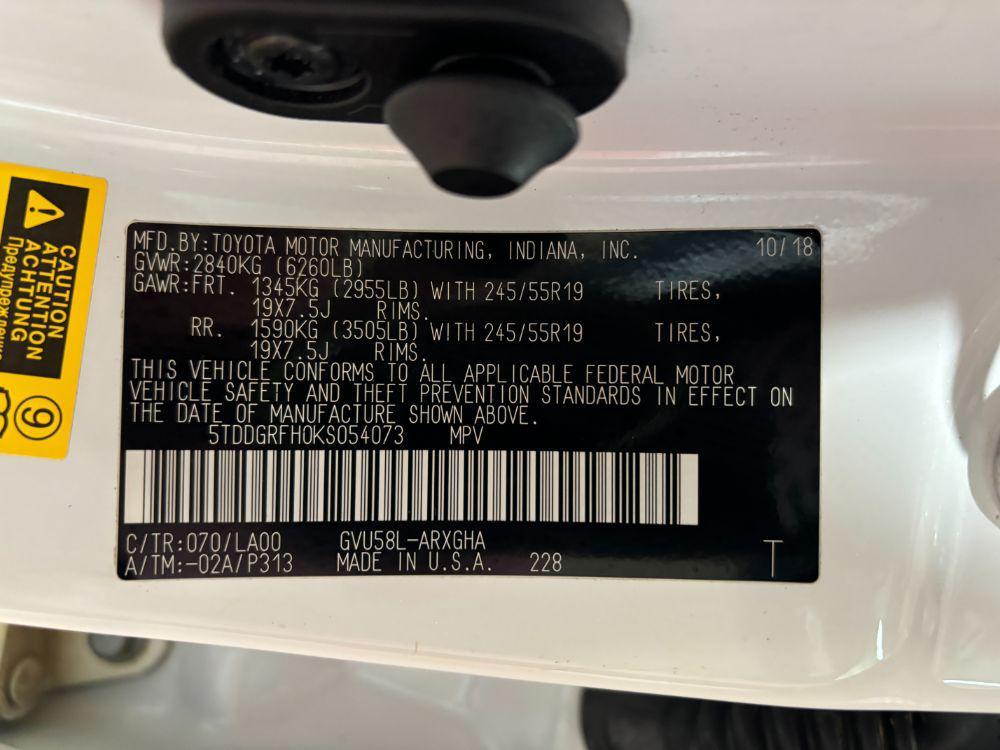 MFD.BY:TOYOTA MOTOR MANUFACTURING, INDIANA, INC. 10/18
GVWR:2840KG (6260LB)
GAWR:FRT. 1345KG (2955LB) WITH 245/55R19 TIRES,
19X7.5J RIMS.
RR. 1590KG (3505LB) WITH 245/55R19 TIRES,
19X7.5J RIMS.
THIS VEHICLE CONFORMS TO ALL APPLICABLE FEDERAL MOTOR
VEHICLE SAFETY AND THEFT PREVENTION STANDARDS IN EFFECT ON
THE DATE OF MANUFACTURE SHOWN ABOVE.
5TDDGRFH0KS054073 MPV
C/TR:070/LA00 GVU58L-ARXGHA
A/TM:-02A/P313 MADE IN U.S.A. 228 T
CAUTION
ATTENTION
ACHTUNG
9